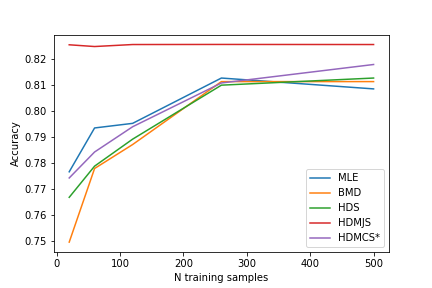 0.82
0.81
0.80
0.79
0.78
0.77
0.76
0.75
Accuracy
0 100 200 300 400 500
N training samples
MLE
BMD
HDS
HDMJS
HDMCS*